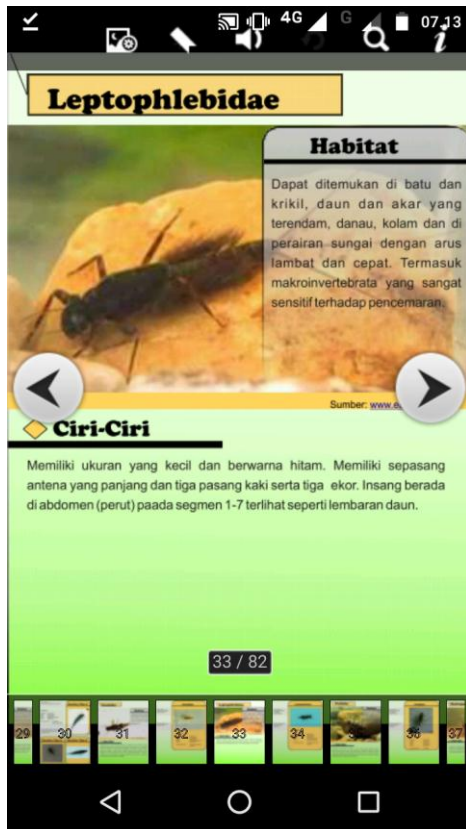 4G G 07.13
Leptophlebidae
Habitat
Dapat ditemukan di batu dan
krikil, daun dan akar yang
terendam, danau, kolam dan di
perairan sungai dengan arus
lambat dan cepat. Termasuk
makroinvertebrata yang sangat
sensitif terhadap pencemaran.
Sumber: www.e
Ciri-Ciri
Memiliki ukuran yang kecil dan berwarna hitam. Memiliki sepasang
antena yang panjang dan tiga pasang kaki serta tiga ekor. Insang berada
di abdomen (perut) paada segmen 1-7 terlihat seperti lembaran daun.
33 / 82
29 30 31 32 33 34 35 36 37